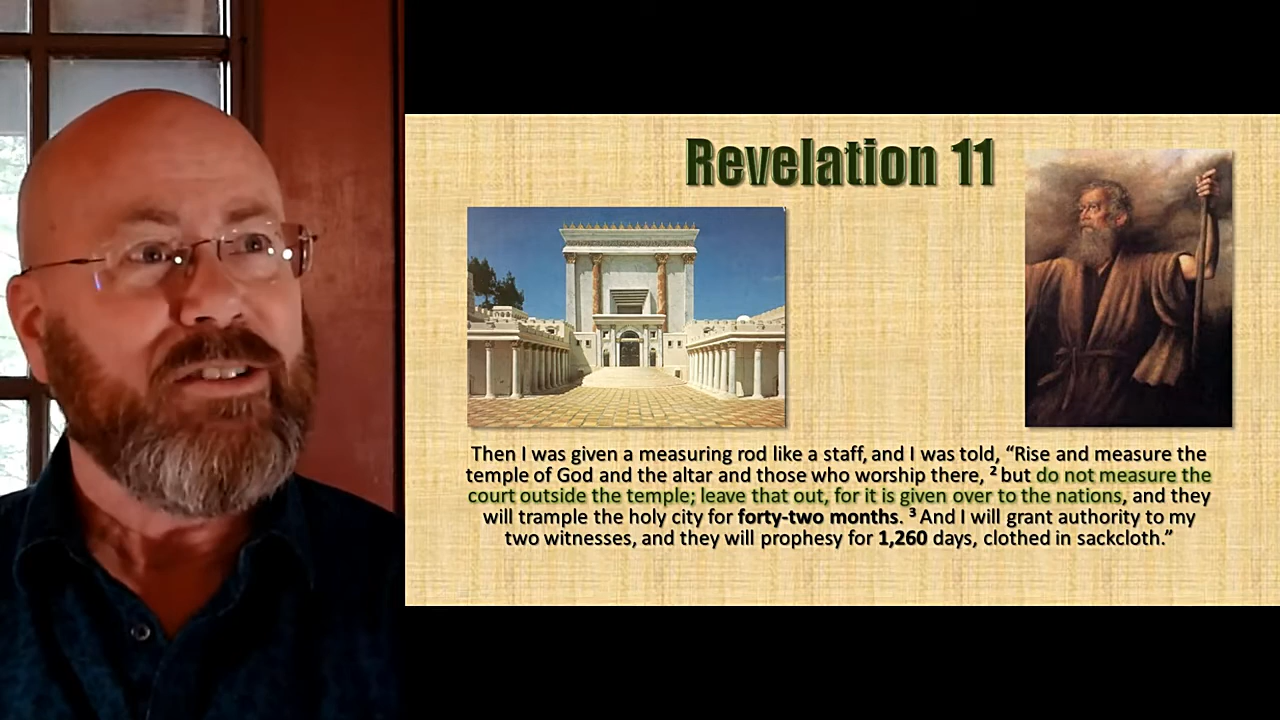 Revelation 11
Then I was given a measuring rod like a staff, and I was told, “Rise and measure the
temple of God and the altar and those who worship there, ² but do not measure the
court outside the temple; leave that out, for it is given over to the nations, and they
will trample the holy city for forty-two months. ³ And I will grant authority to my
two witnesses, and they will prophesy for 1,260 days, clothed in sackcloth.”